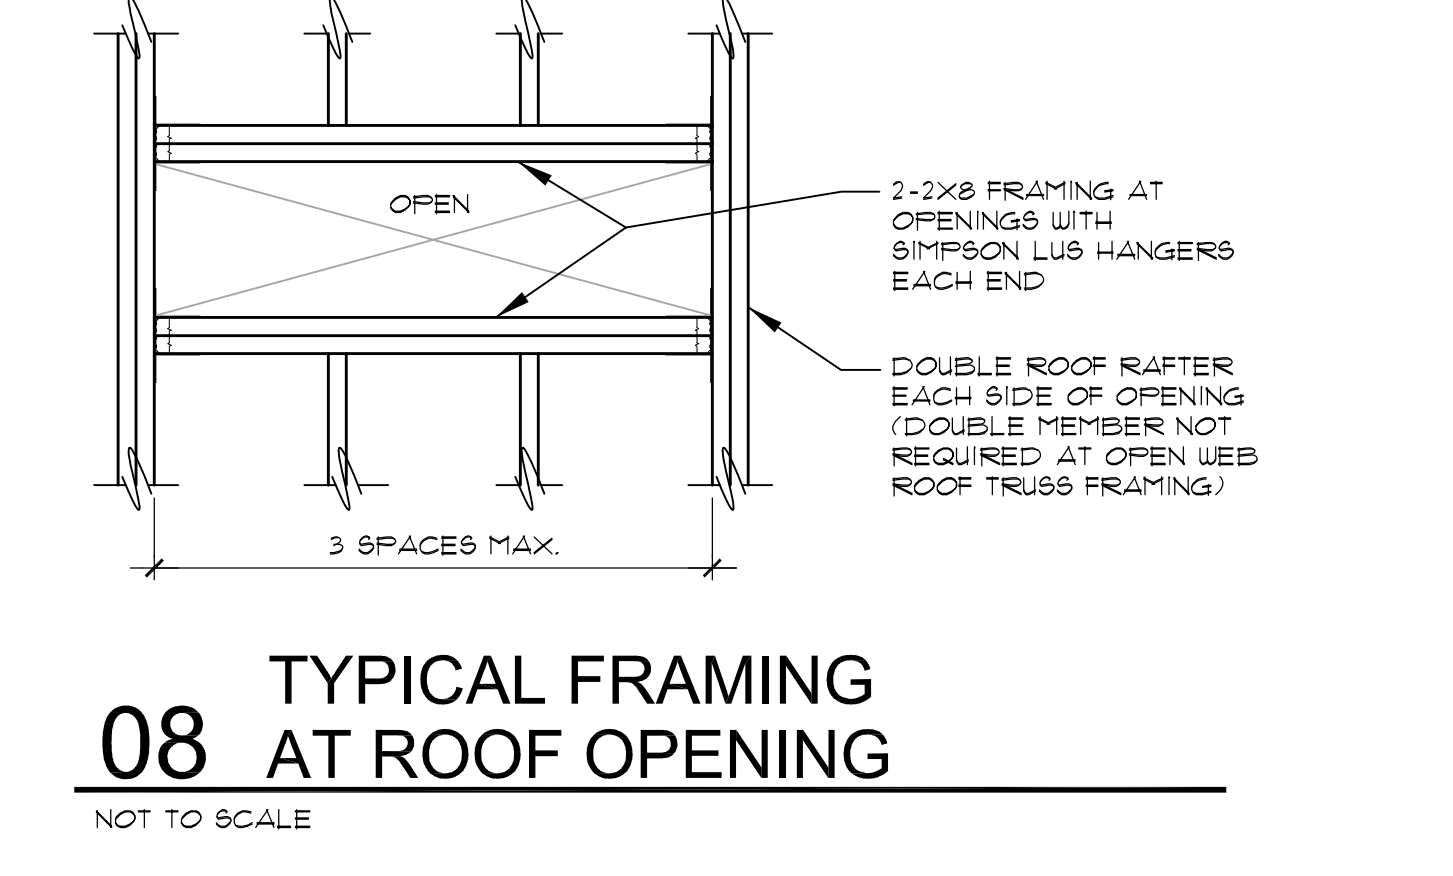 OPEN
2-2X8 FRAMING AT
OPENINGS WITH
SIMPSON LUS HANGERS
EACH END
DOUBLE ROOF RAFTER
EACH SIDE OF OPENING
(DOUBLE MEMBER NOT
REQUIRED AT OPEN WEB
ROOF TRUSS FRAMING)
3 SPACES MAX.
TYPICAL FRAMING
08 AT ROOF OPENING
NOT TO SCALE